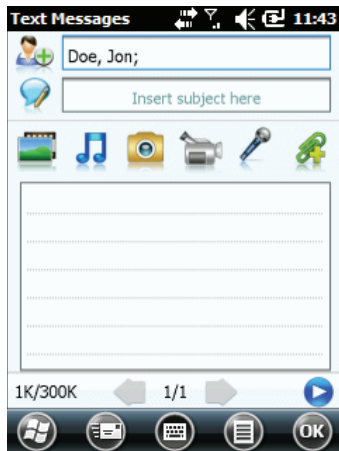 Text Messages 11:43
Doe, Jon;
Insert subject here
1K/300K 1/1
OK